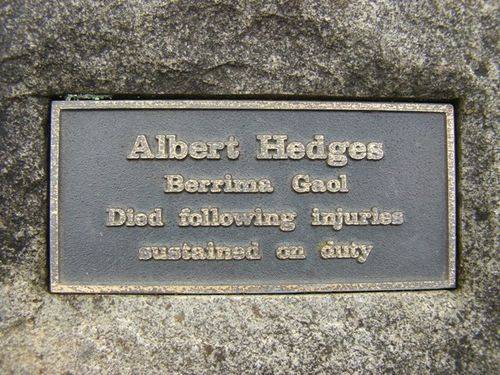 Albert Hedges
Berrima Gaol
Died following injuries
sustained on duty